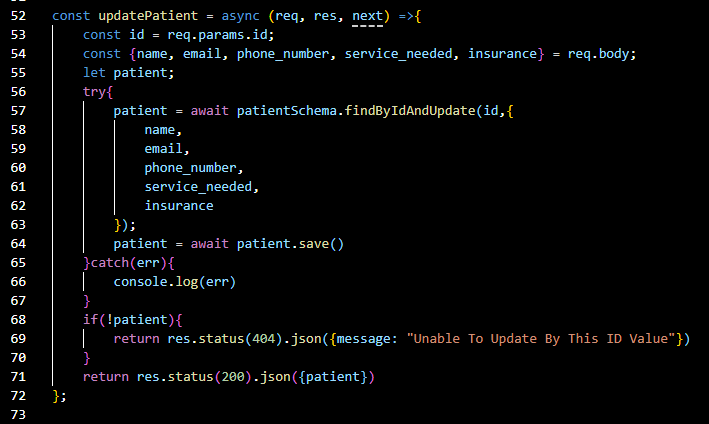 52 const updatePatient = async (req, res, next) =>{
53     const id = req.params.id;
54     const {name, email, phone_number, service_needed, insurance} = req.body;
55     let patient;
56     try{
57         patient = await patientSchema.findByIdAndUpdate(id,{
58             name,
59             email,
60             phone_number,
61             service_needed,
62             insurance
63         });
64         patient = await patient.save()
65     }catch(err){
66         console.log(err)
67     }
68     if(!patient){
69         return res.status(404).json({message: "Unable To Update By This ID Value"})
70     }
71     return res.status(200).json({patient})
72 };
73